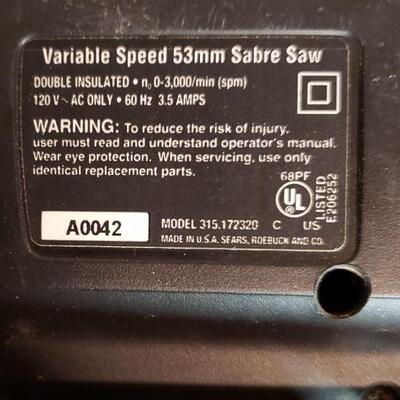 Variable Speed 53mm Sabre Saw
DOUBLE INSULATED • n₀ 0-3,000/min (spm)
120 V ~ AC ONLY • 60 Hz 3.5 AMPS
WARNING: To reduce the risk of injury,
user must read and understand operator's manual.
Wear eye protection. When servicing, use only
identical replacement parts.
68PF
UL
LISTED
E206252
C US
A0042
MODEL 315.172320
MADE IN U.S.A. SEARS, ROEBUCK AND CO.